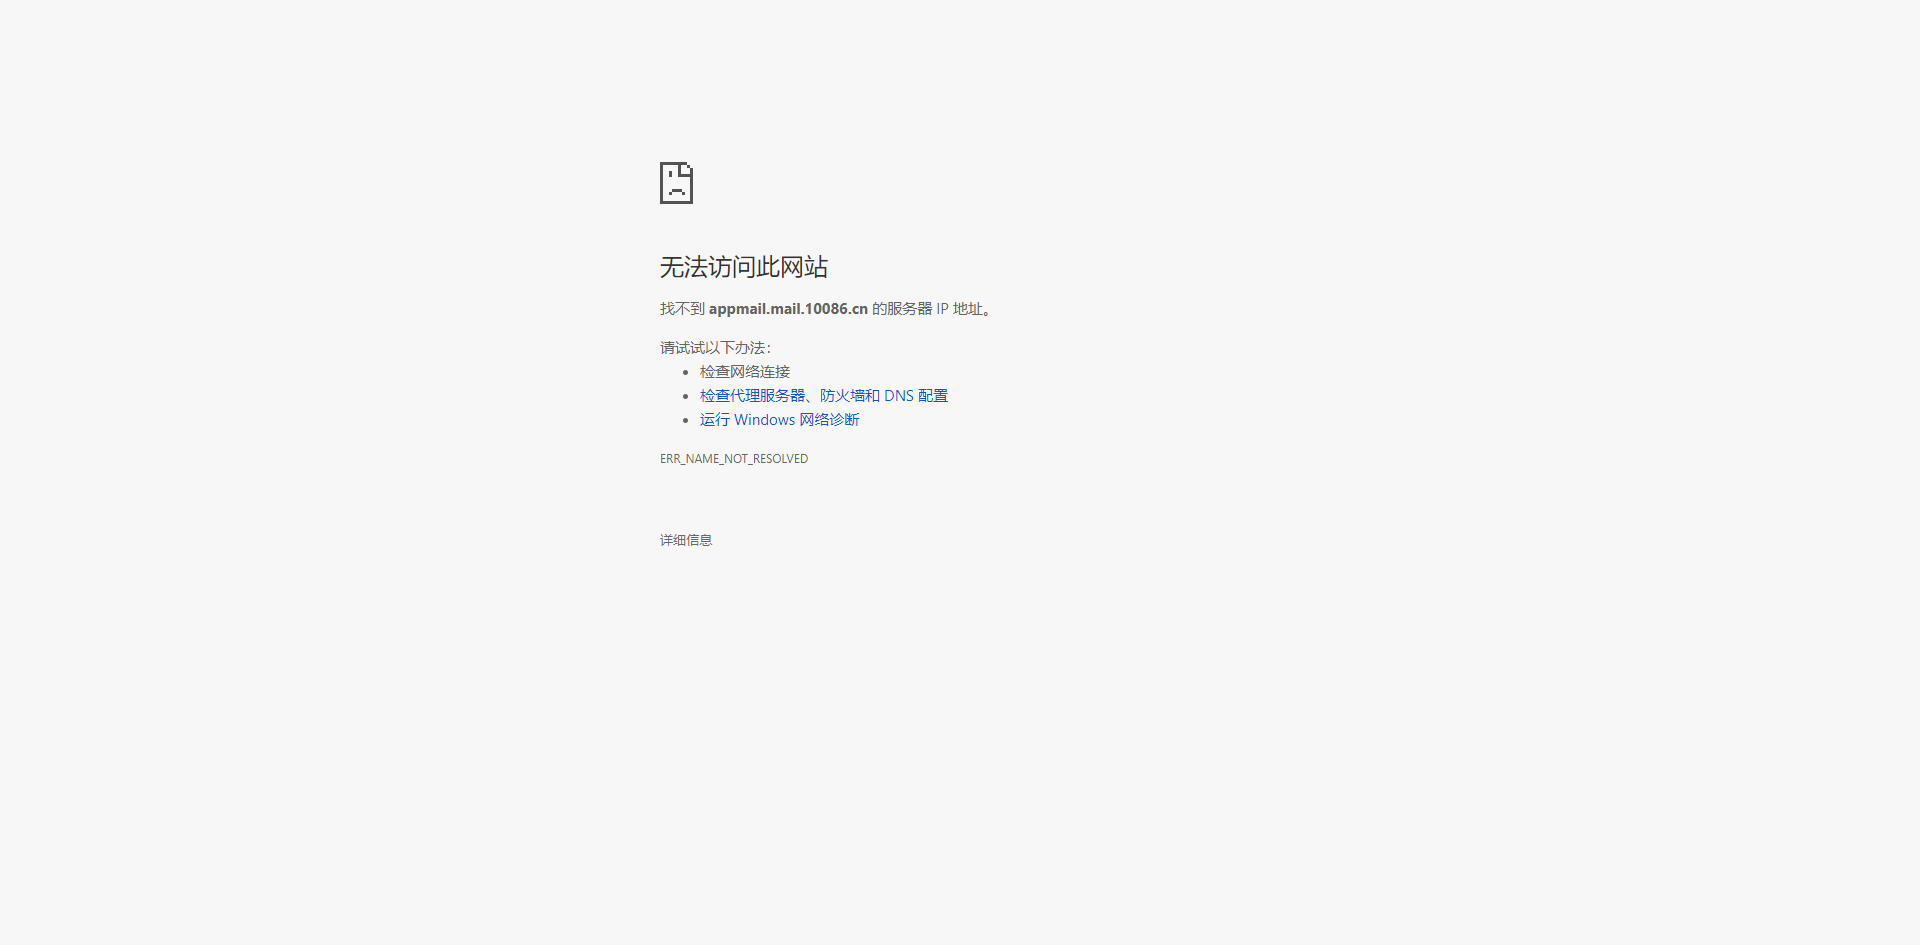 无法访问此网站
找不到 appmail.mail.10086.cn 的服务器 IP 地址。
请试试以下办法：
检查网络连接
检查代理服务器、防火墙和 DNS 配置
运行 Windows 网络诊断
ERR_NAME_NOT_RESOLVED
详细信息